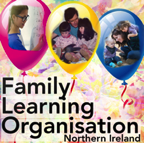 Family
Learning
Organisation
Northern Ireland